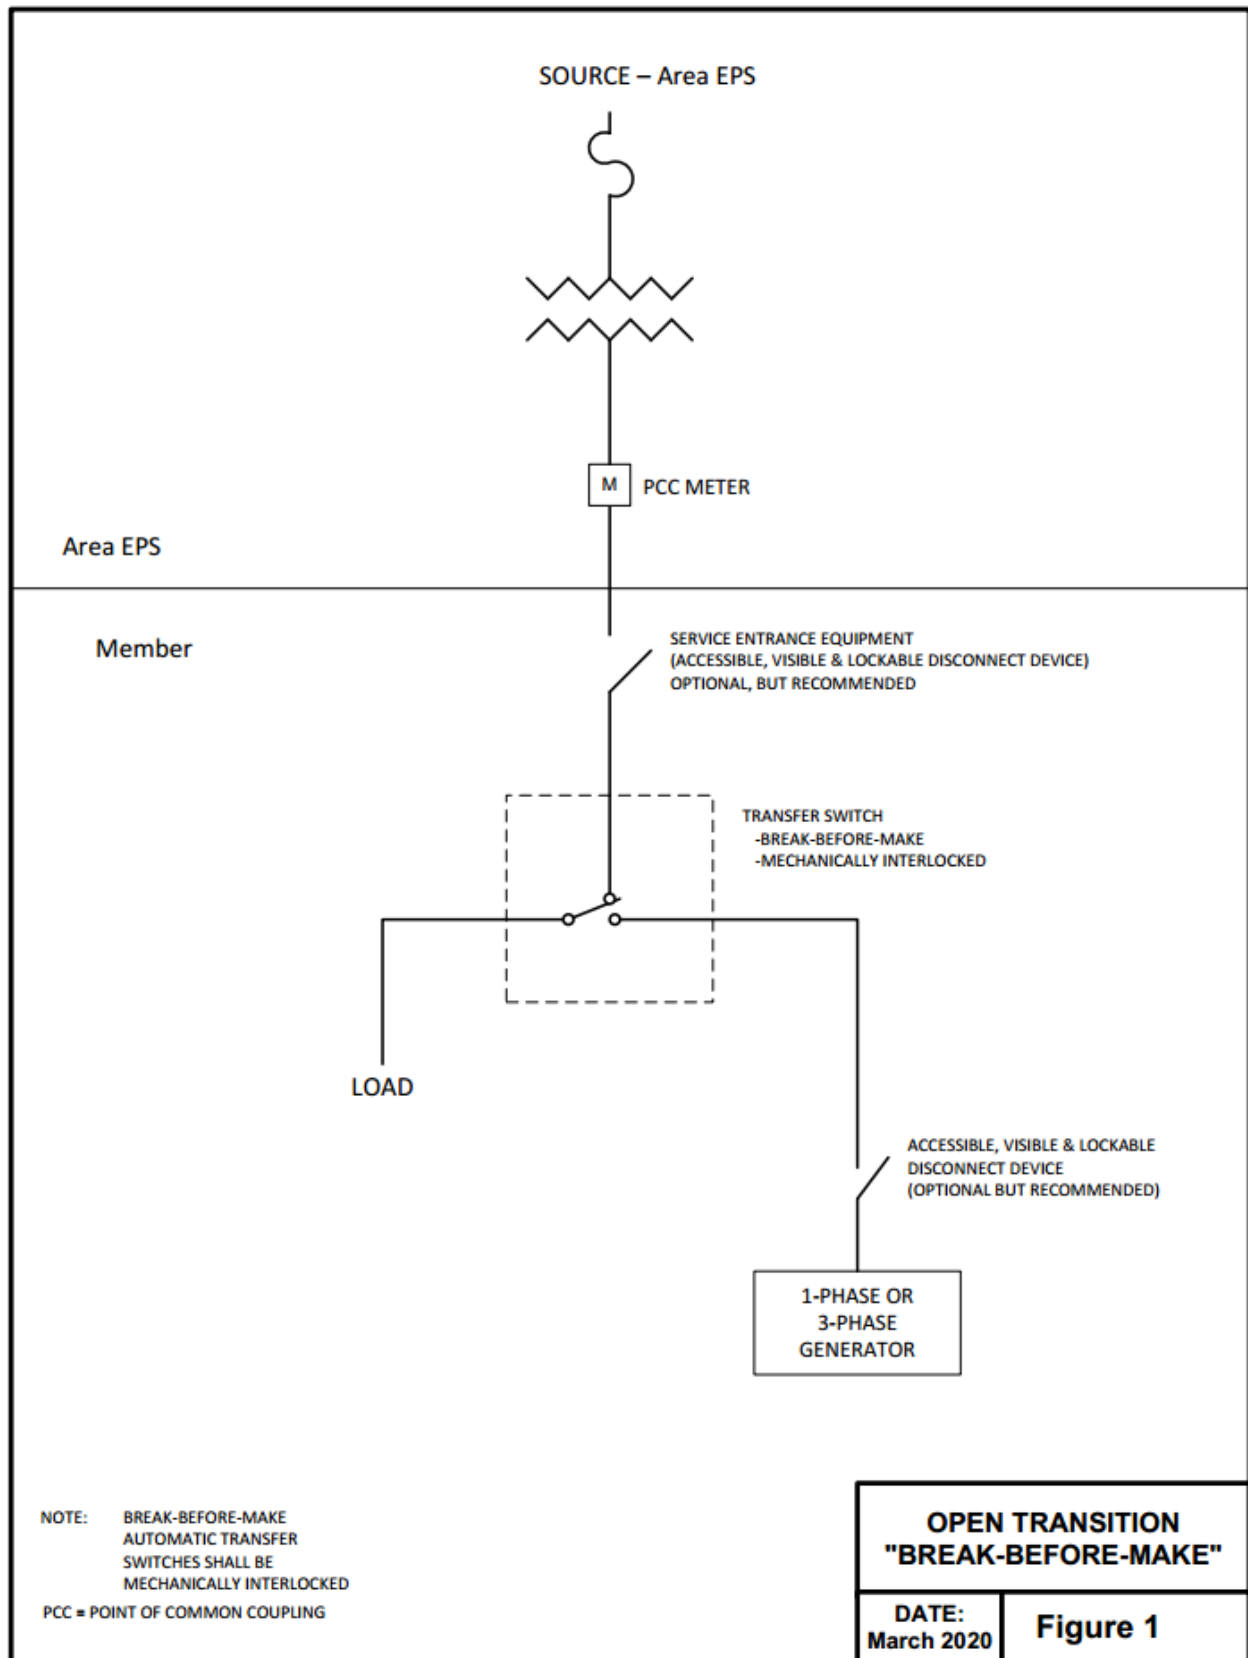 SOURCE – Area EPS
M
PCC METER
Area EPS
Member
SERVICE ENTRANCE EQUIPMENT
(ACCESSIBLE, VISIBLE & LOCKABLE DISCONNECT DEVICE)
OPTIONAL, BUT RECOMMENDED
TRANSFER SWITCH
-BREAK-BEFORE-MAKE
-MECHANICALLY INTERLOCKED
LOAD
ACCESSIBLE, VISIBLE & LOCKABLE
DISCONNECT DEVICE
(OPTIONAL BUT RECOMMENDED)
1-PHASE OR
3-PHASE
GENERATOR
NOTE: BREAK-BEFORE-MAKE
AUTOMATIC TRANSFER
SWITCHES SHALL BE
MECHANICALLY INTERLOCKED
PCC = POINT OF COMMON COUPLING
OPEN TRANSITION
"BREAK-BEFORE-MAKE"
DATE:
March 2020
Figure 1